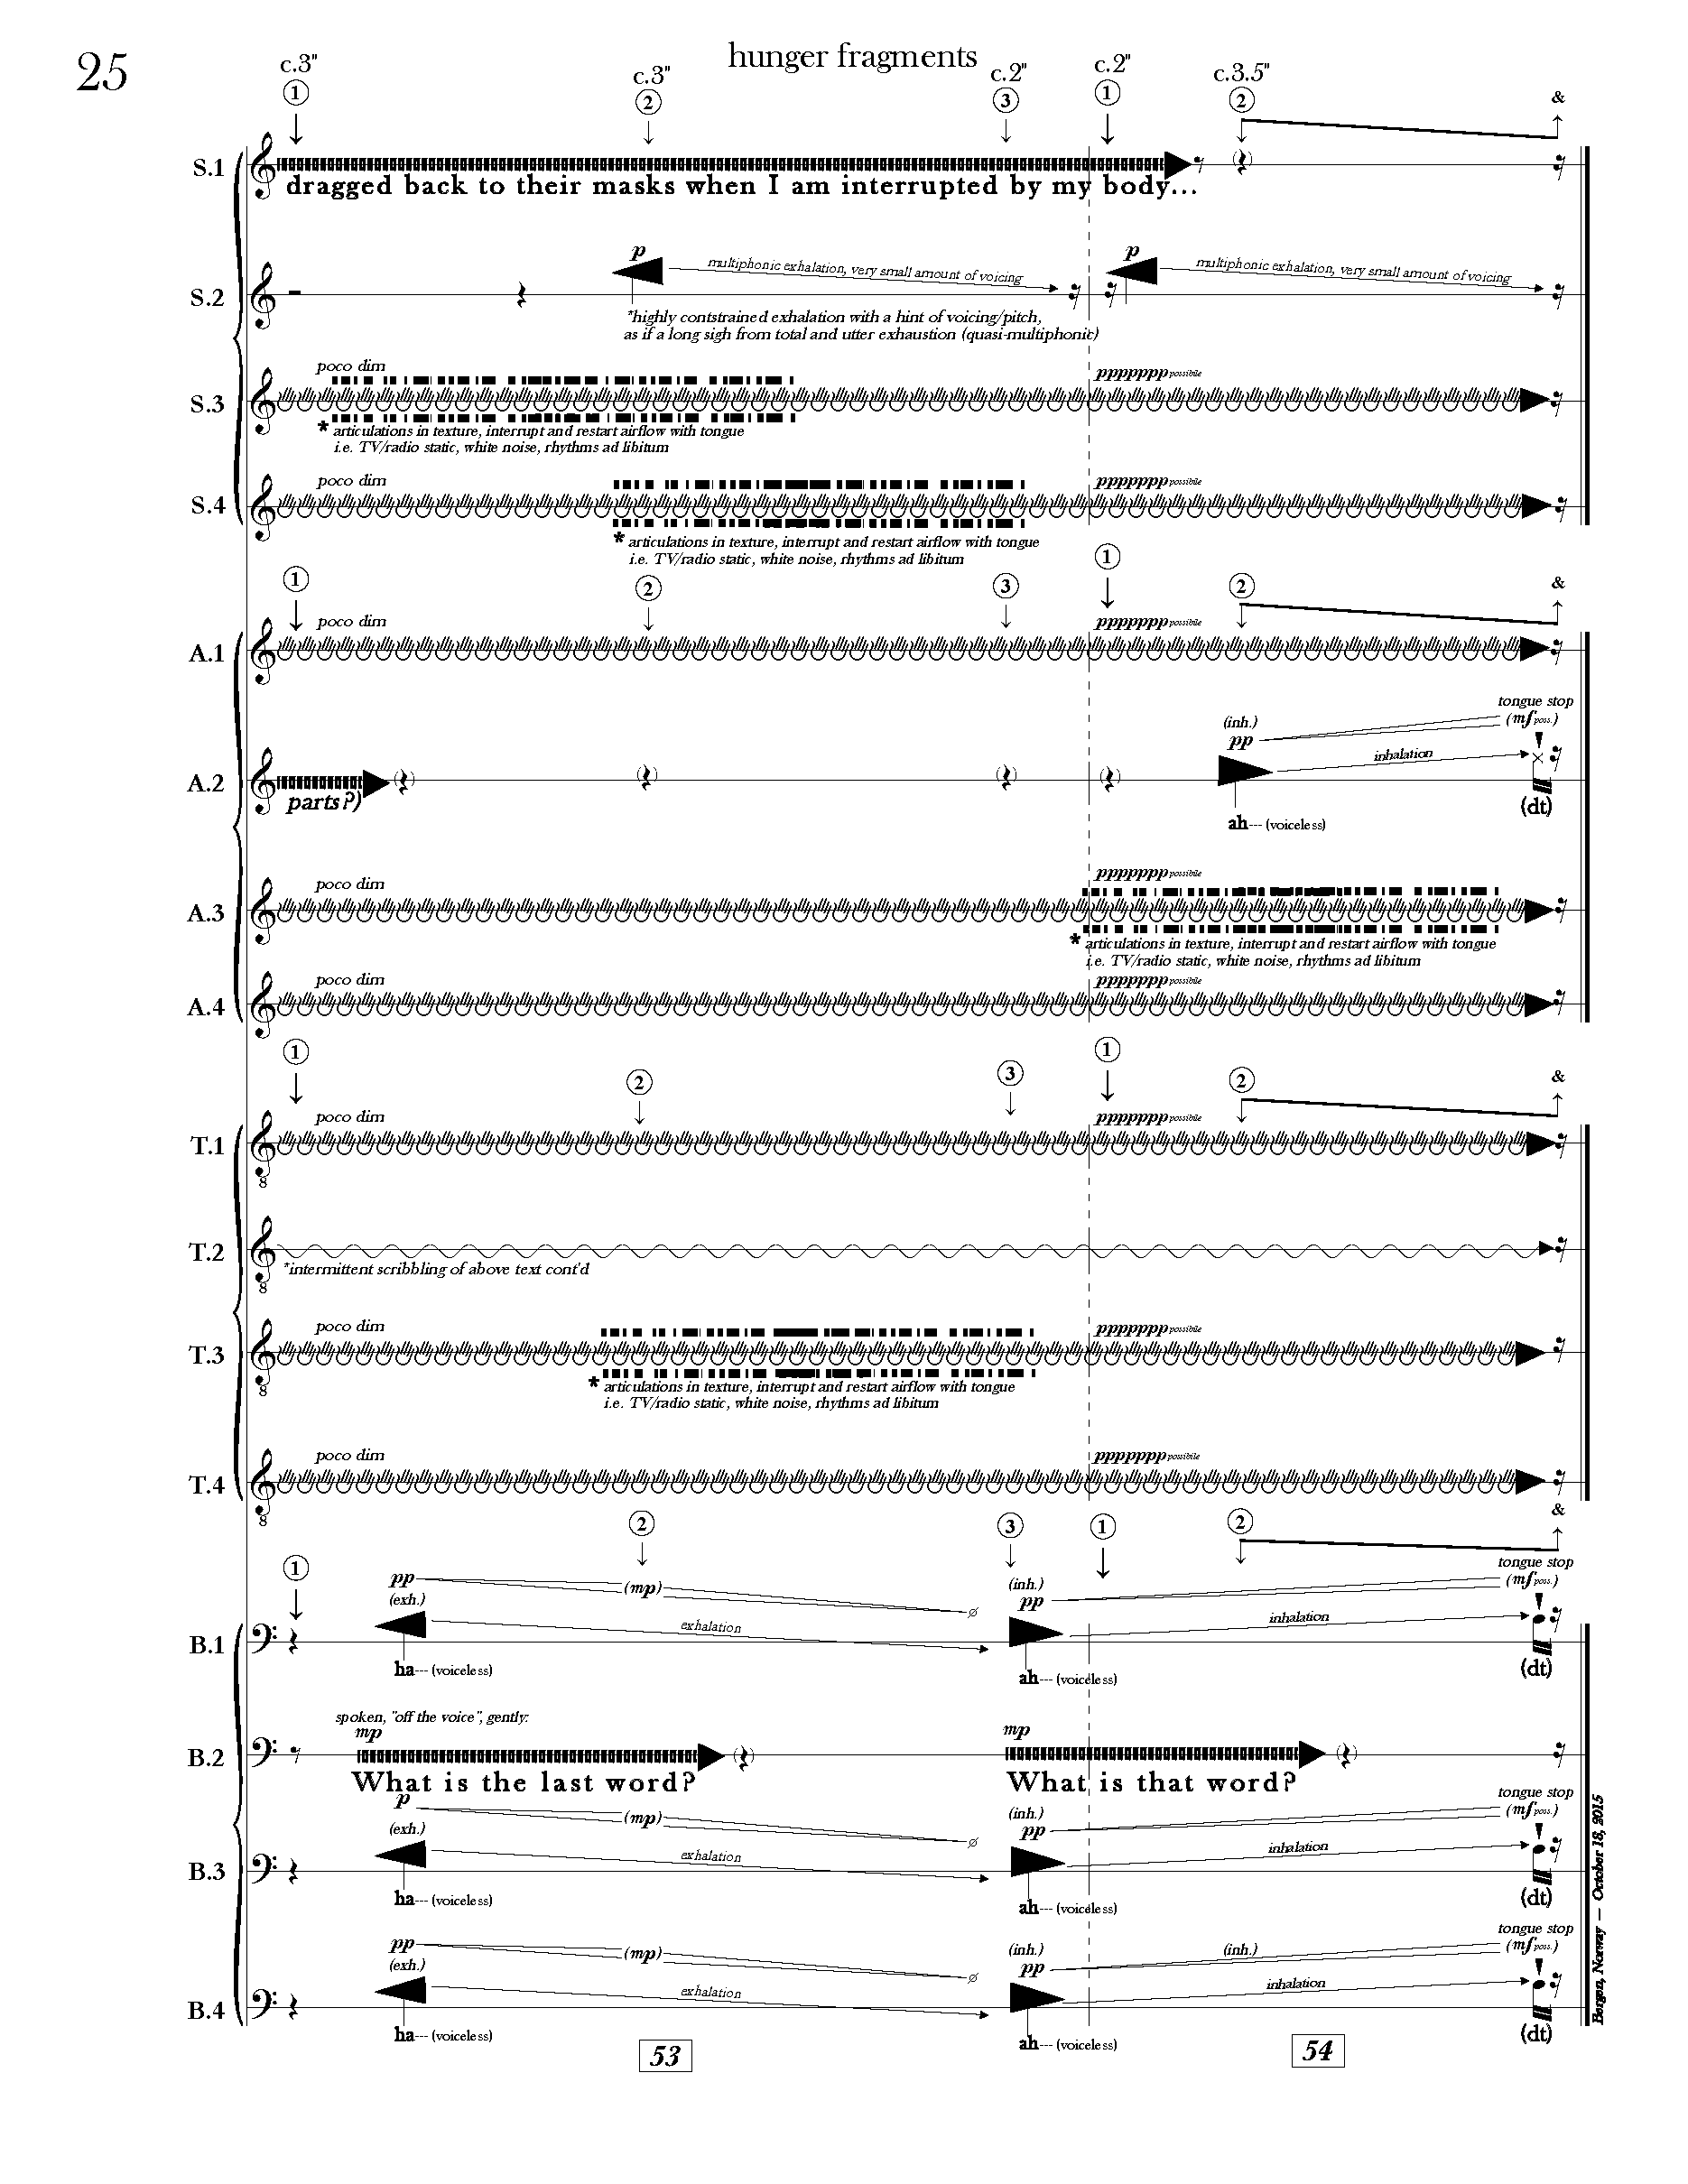 25
hunger fragments
c.3" c.3" c.2" c.2" c.3.5"
1 2 3 1 2 &
S.1
dragged back to their masks when I am interrupted by my body...
p p
multiphonic exhalation, very small amount of voicing multiphonic exhalation, very small amount of voicing
S.2
*highly contstrained exhalation with a hint of voicing/pitch,
as if a long sigh from total and utter exhaustion (quasi-multiphonic)
poco dim ppppppp possibile
S.3
* articulations in texture, interrupt and restart airflow with tongue
i.e. TV/radio static, white noise, rhythms ad libitum
poco dim ppppppp possibile
S.4
* articulations in texture, interrupt and restart airflow with tongue
i.e. TV/radio static, white noise, rhythms ad libitum
1 2 3 1 2 &
poco dim ppppppp possibile
A.1
tongue stop
(inh.) (mf poss.)
pp
inhalation
A.2
parts?) (dt)
ah--- (voiceless)
poco dim ppppppp possibile
A.3
* articulations in texture, interrupt and restart airflow with tongue
i.e. TV/radio static, white noise, rhythms ad libitum
poco dim ppppppp possibile
A.4
1 2 3 1 2 &
poco dim ppppppp possibile
T.1
8
T.2
*intermittent scribbling of above text cont'd
8
poco dim ppppppp possibile
T.3
8
* articulations in texture, interrupt and restart airflow with tongue
i.e. TV/radio static, white noise, rhythms ad libitum
poco dim ppppppp possibile
T.4
8
1 2 3 1 2 &
tongue stop
pp (mp) (inh.) (mf poss.)
(exh.) pp
exhalation inhalation
B.1
ha--- (voiceless) ah--- (voiceless) (dt)
spoken, "off the voice", gently:
mp mp
B.2
What is the last word? What is that word?
tongue stop
p (mp) (inh.) (mf poss.)
(exh.) pp
exhalation inhalation
B.3
ha--- (voiceless) ah--- (voiceless) (dt)
tongue stop
pp (mp) (inh.) (inh.) (mf poss.)
(exh.) pp
exhalation inhalation
B.4
ha--- (voiceless) ah--- (voiceless) (dt)
53 54
Bergen, Norway — October 18, 2015